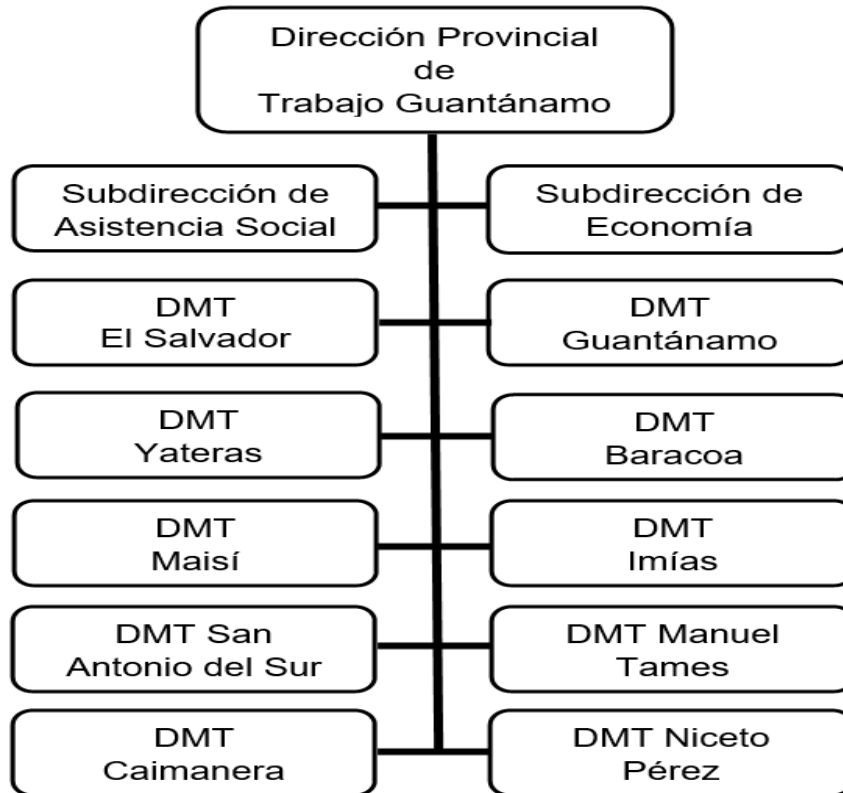 Dirección Provincial
de
Trabajo Guantánamo
Subdirección de
Asistencia Social
Subdirección de
Economía
DMT
El Salvador
DMT
Guantánamo
DMT
Yateras
DMT
Baracoa
DMT
Maisí
DMT
Imías
DMT San
Antonio del Sur
DMT Manuel
Tames
DMT
Caimanera
DMT Niceto
Pérez